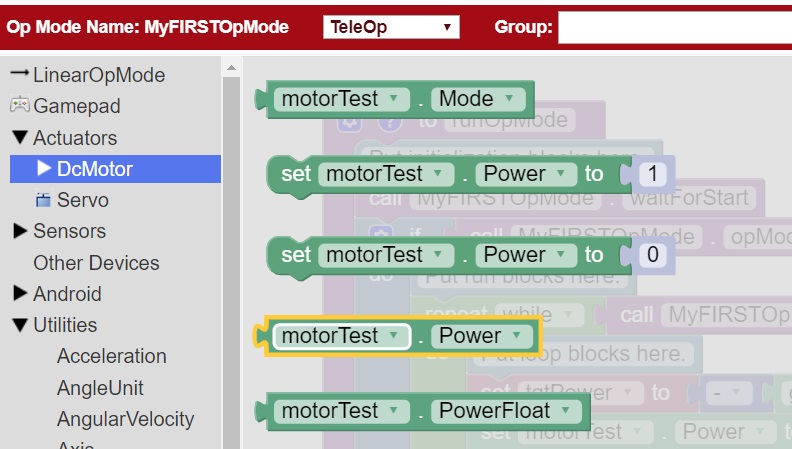 Op Mode Name: MyFIRSTOpMode TeleOp Group:
LinearOpMode
Gamepad
Actuators
DcMotor
Servo
Sensors
Other Devices
Android
Utilities
Acceleration
AngleUnit
AngularVelocity
Axis
motorTest . Mode
set motorTest . Power to 1
set motorTest . Power to 0
motorTest . Power
motorTest . PowerFloat
to runOpMode
Put initialization blocks here.
call MyFIRSTOpMode . waitForStart
if call MyFIRSTOpMode . opMo
do Put run blocks here.
repeat while call MyFIRSTOp
do Put loop blocks here.
set tgtPower to -
set motorTest . Power to